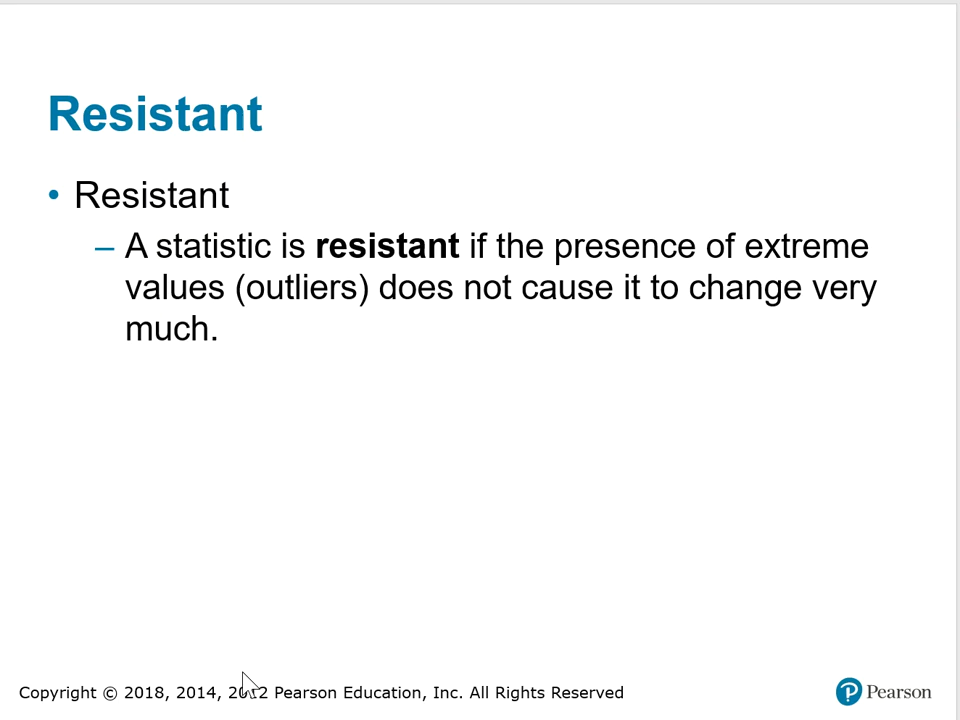 Resistant
• Resistant
– A statistic is resistant if the presence of extreme
values (outliers) does not cause it to change very
much.
Copyright © 2018, 2014, 2012 Pearson Education, Inc. All Rights Reserved
Pearson